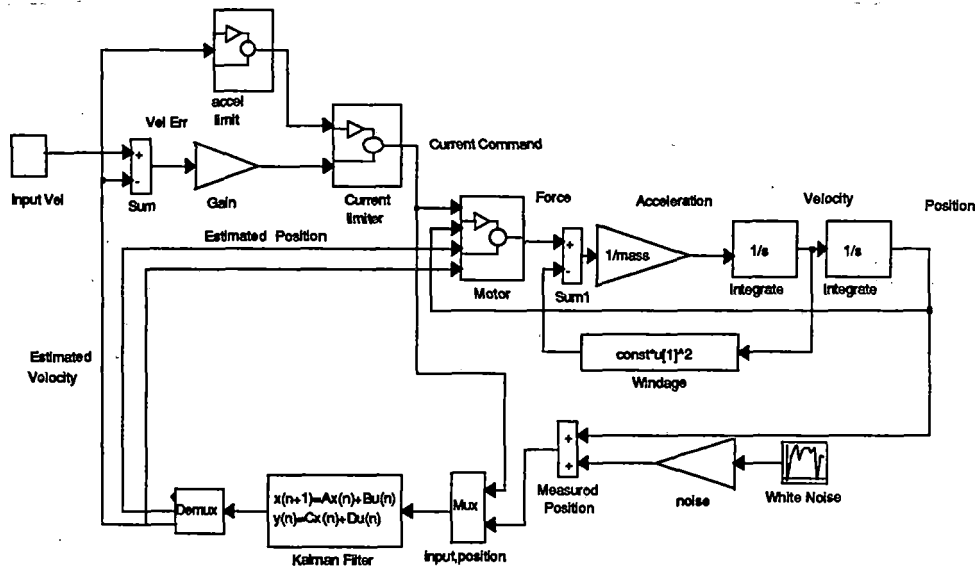 accel
limit
Vel Err
Current Command
+
-
Input Vel
Sum
Gain
Current
limiter
Force
Acceleration
Velocity
Position
Estimated Position
+
-
1/mass
1/s
1/s
Motor
Sum1
Integrate
Integrate
Estimated
Velocity
const*u[1]^2
Windage
+
+
Measured
Position
noise
White Noise
Demux
x(n+1)=Ax(n)+Bu(n)
y(n)=Cx(n)+Du(n)
Mux
Kalman Filter
input,position